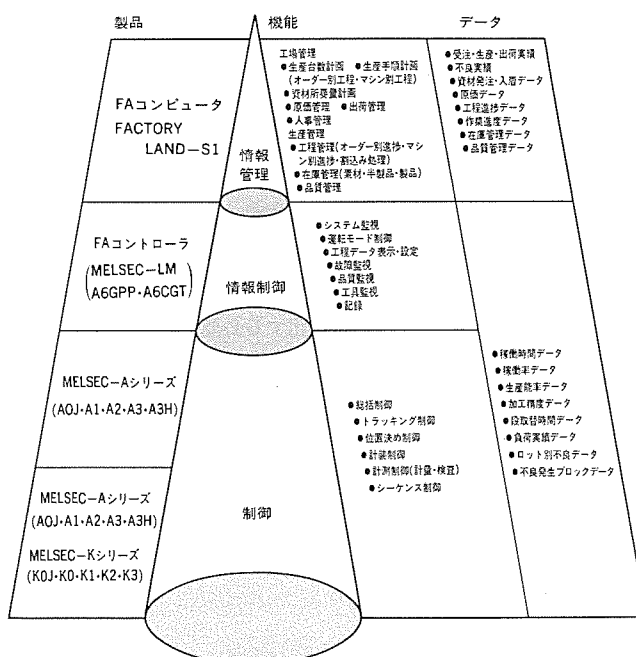 製品
機能
データ
FAコンピュータ
FACTORY
LAND−S1
情報
管理
工場管理
●生産台数計画 ●生産手順計画
(オーダー別工程・マシン別工程)
●資材所要量計画
●原価管理 ●出荷管理
●人事管理
生産管理
●工程管理(オーダー別進捗・マシ
ン別進捗・割込み処理)
●在庫管理(素材・半製品・製品)
●品質管理
●受注・生産・出荷実績
●不良実績
●資材発注・入庫データ
●原価データ
●工程進捗データ
●作業進度データ
●在庫管理データ
●品質管理データ
FAコントローラ
(MELSEC−LM
A6GPP・A6CGT)
情報制御
●システム監視
●運転モード制御
●工程データ表示・設定
●故障監視
●品質監視
●工具監視
●記録
MELSEC−Aシリーズ
(AOJ・A1・A2・A3・A3H)
MELSEC−Aシリーズ
(AOJ・A1・A2・A3・A3H)
MELSEC−Kシリーズ
(K0J・K0・K1・K2・K3)
制御
●総括制御
●トラッキング制御
●位置決め制御
●計装制御
●計測制御(計量・検査)
●シーケンス制御
●稼働時間データ
●稼働率データ
●生産能率データ
●加工精度データ
●段取替時間データ
●負荷実績データ
●ロット別不良データ
●不良発生ブロックデータ